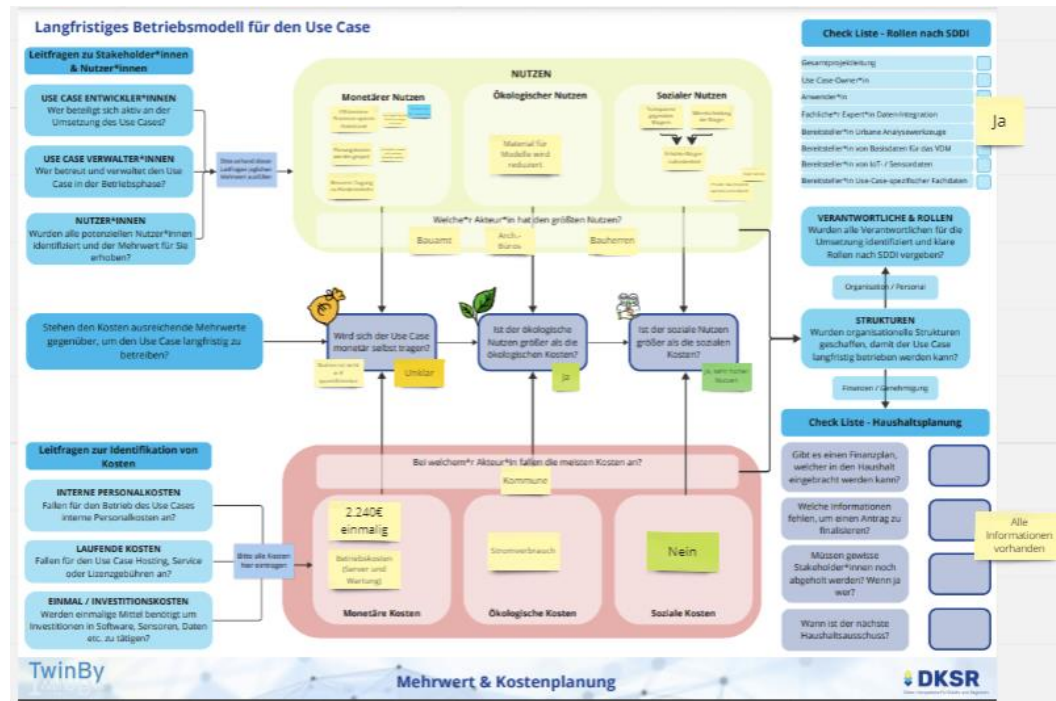 Langfristiges Betriebsmodell für den Use Case
Leitfragen zu Stakeholder*innen
& Nutzer*innen
USE CASE ENTWICKLER*INNEN
Wer beteiligt sich aktiv an der
Umsetzung des Use Cases?
USE CASE VERWALTER*INNEN
Wer betreut und verwaltet den Use
Case in der Betriebsphase?
NUTZER*INNEN
Wurden alle potenziellen Nutzer*innen
identifiziert und der Mehrwert für Sie
erhoben?
NUTZEN
Monetärer Nutzen
Ökologischer Nutzen
Material für
Modelle wird
reduziert
Sozialer Nutzen
Welche*r Akteur*in hat den größten Nutzen?
Bauamt
Arch.-
Büros
Bauherren
Stehen den Kosten ausreichende Mehrwerte
gegenüber, um den Use Case langfristig zu
betreiben?
Wird sich der Use Case
monetär selbst tragen?
Unklar
Ist der ökologische
Nutzen größer als die
ökologischen Kosten?
Ja
Ist der soziale Nutzen
größer als die sozialen
Kosten?
Ja, sehr hoher
Nutzen
Leitfragen zur Identifikation von
Kosten
INTERNE PERSONALKOSTEN
Fallen für den Betrieb des Use Cases
interne Personalkosten an?
LAUFENDE KOSTEN
Fallen für den Use Case Hosting, Service
oder Lizenzgebühren an?
EINMAL / INVESTITIONSKOSTEN
Werden einmalige Mittel benötigt um
Investitionen in Software, Sensoren, Daten
etc. zu tätigen?
Bitte alle Kosten
hier eintragen
Bei welchem*r Akteur*in fallen die meisten Kosten an?
Kommune
2.240€
einmalig
Betriebskosten
(Server und
Wartung)
Monetäre Kosten
Stromverbrauch
Ökologische Kosten
Nein
Soziale Kosten
Check Liste - Rollen nach SDDI
Gesamtprojektleitung
Use Case-Owner*in
Anwender*in
Fachliche*r Expert*in Daten-Integration
Bereitsteller*in Urbane Analysewerkzeuge
Bereitsteller*in von Basisdaten für das VDM
Bereitsteller*in von IoT- / Sensordaten
Bereitsteller*in Use-Case-spezifischer Fachdaten
Ja
VERANTWORTLICHE & ROLLEN
Wurden alle Verantwortlichen für die
Umsetzung identifiziert und klare
Rollen nach SDDI vergeben?
Organisation / Personal
STRUKTUREN
Wurden organisationelle Strukturen
geschaffen, damit der Use Case
langfristig betrieben werden kann?
Finanzen / Genehmigung
Check Liste - Haushaltsplanung
Gibt es einen Finanzplan,
welcher in den Haushalt
eingebracht werden kann?
Welche Informationen
fehlen, um einen Antrag zu
finalisieren?
Müssen gewisse
Stakeholder*innen noch
abgeholt werden? Wenn ja
wer?
Wann ist der nächste
Haushaltsausschuss?
Alle
Informationen
vorhanden
TwinBy
Mehrwert & Kostenplanung
DKSR